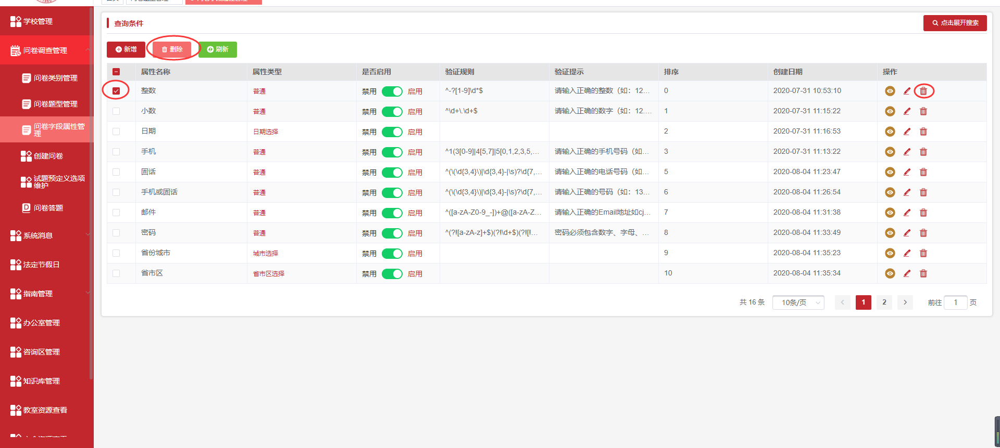 学校管理
问卷调查管理
问卷类别管理
问卷题型管理
问卷字段属性管
理
创建问卷
试题预定义选项
维护
问卷答题
系统消息
法定节假日
指南管理
办公室管理
咨询区管理
知识库管理
教室资源查看
查询条件
点击展开搜索
新增 删除 刷新
属性名称 属性类型 是否启用 验证规则 验证提示 排序 创建日期 操作
整数 普通 禁用 启用 ^-?[1-9]\d*$ 请输入正确的整数（如：12... 0 2020-07-31 10:53:10
小数 普通 禁用 启用 ^\d+\.\d+$ 请输入正确的数字（如：12.... 1 2020-07-31 11:15:22
日期 日期选择 禁用 启用 2 2020-07-31 11:16:53
手机 普通 禁用 启用 ^1(3[0-9]|4[5,7]|5[0,1,2,3,5,... 请输入正确的手机号码（如... 3 2020-07-31 11:13:22
固话 普通 禁用 启用 ^(\(\d{3,4}\)|\d{3,4}-|\s)?\d{7,... 请输入正确的电话号码（如... 5 2020-08-04 11:23:47
手机或固话 普通 禁用 启用 ^(\(\d{3,4}\)|\d{3,4}-|\s)?\d{7,... 请输入正确的号码（如：13... 6 2020-08-04 11:26:54
邮件 普通 禁用 启用 ^([a-zA-Z0-9_-])+@([a-zA-Z... 请输入正确的Email地址如cj... 7 2020-08-04 11:31:38
密码 普通 禁用 启用 ^(?![a-zA-z]+$)(?!\d+$)(?![!... 密码必须包含数字、字母、... 8 2020-08-04 11:33:49
省份城市 域市选择 禁用 启用 9 2020-08-04 11:35:23
省市区 省市区选择 禁用 启用 10 2020-08-04 11:35:34
共 16 条 10条/页 1 2 前往 1 页